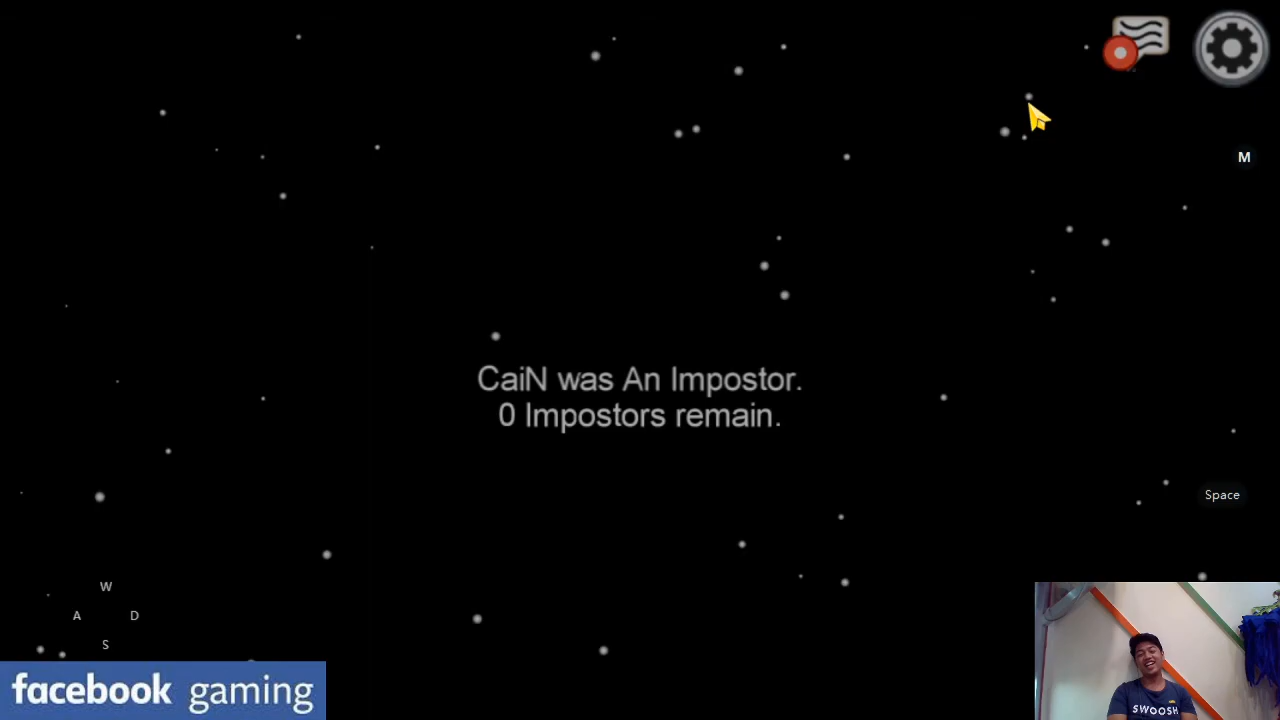 M
CaiN was An Impostor.
0 Impostors remain.
Space
W
A D
S
facebook gaming
SWOOSH